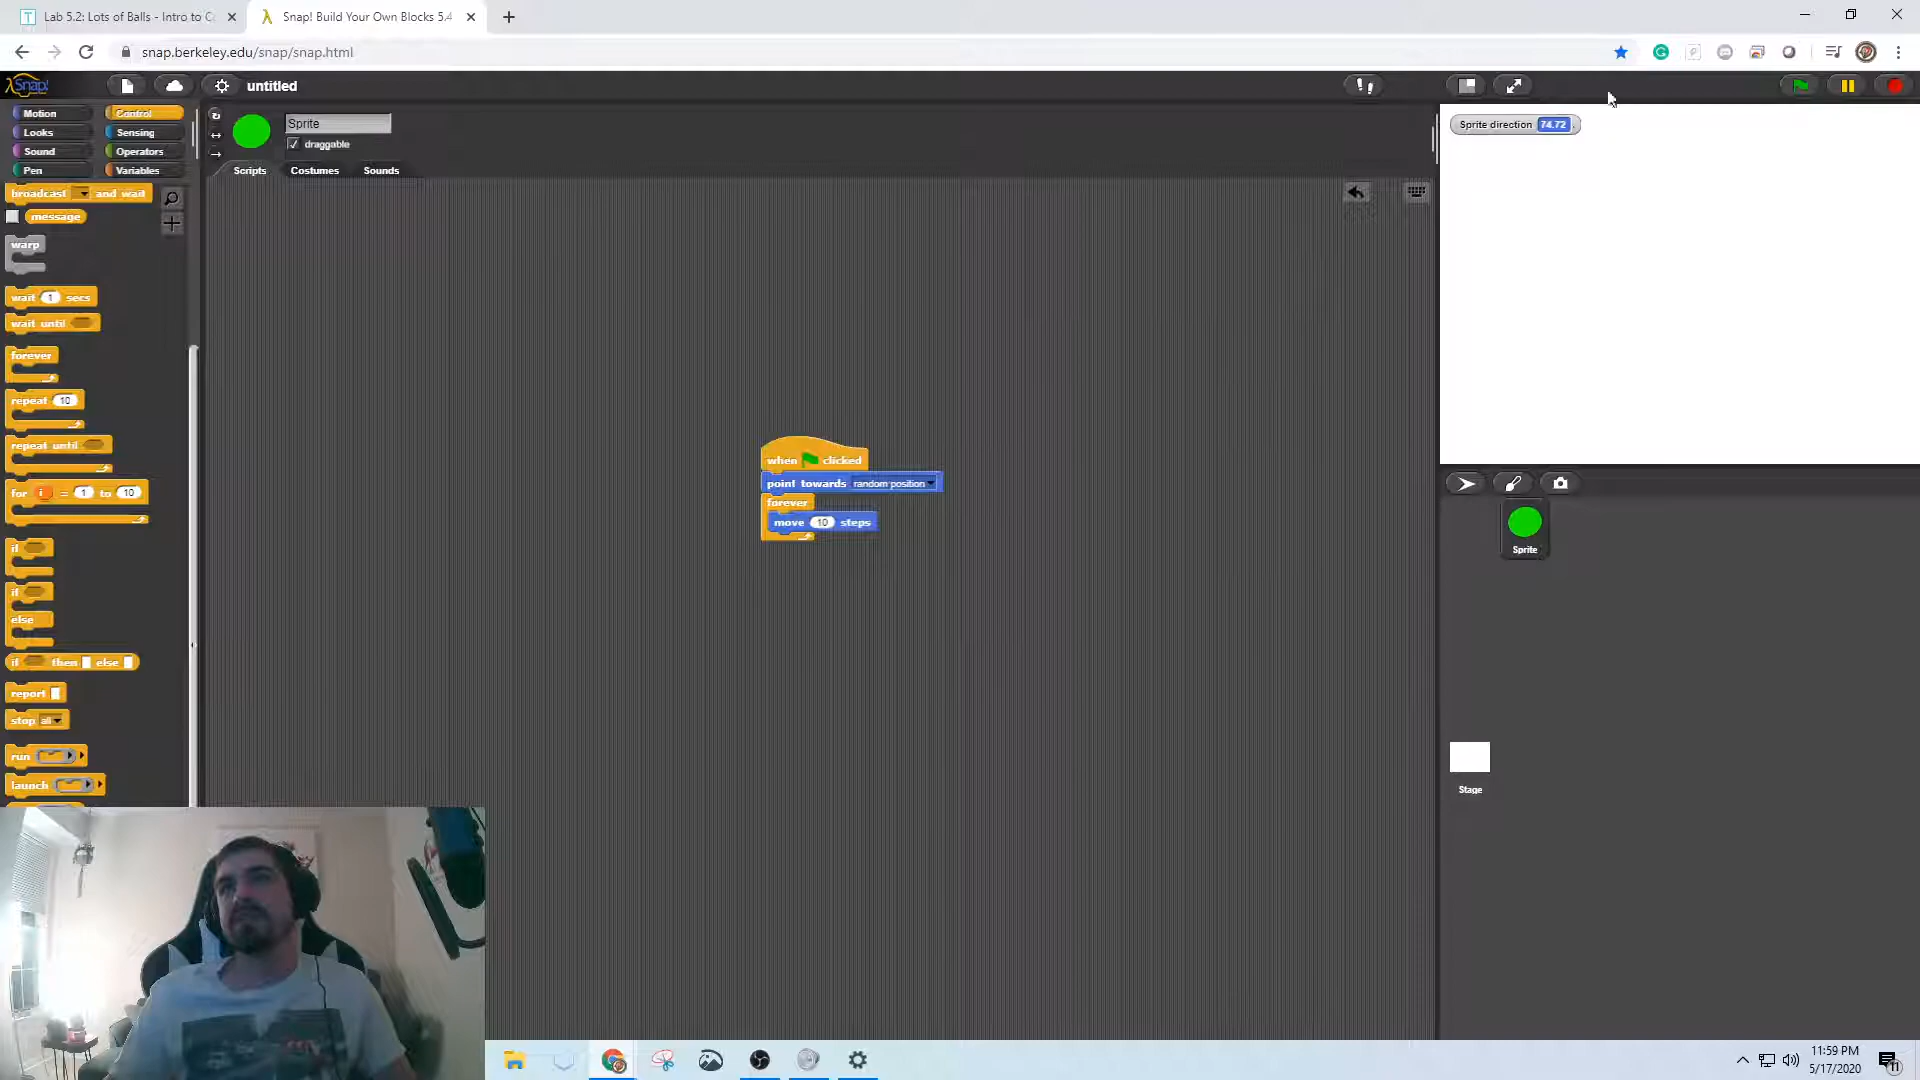 Lab 5.2: Lots of Balls - Intro to C
Snap! Build Your Own Blocks 5.4
snap.berkeley.edu/snap/snap.html
Snap!
untitled
Motion
Control
Looks
Sensing
Sound
Operators
Pen
Variables
Sprite
draggable
Scripts
Costumes
Sounds
broadcast and wait
message
warp
wait 1 secs
wait until
forever
repeat 10
repeat until
for i = 1 to 10
if
if
else
if then else
report
stop all
run
launch
when clicked
point towards random position
forever
move 10 steps
Sprite direction 74.72
Sprite
Stage
11:59 PM
5/17/2020
11